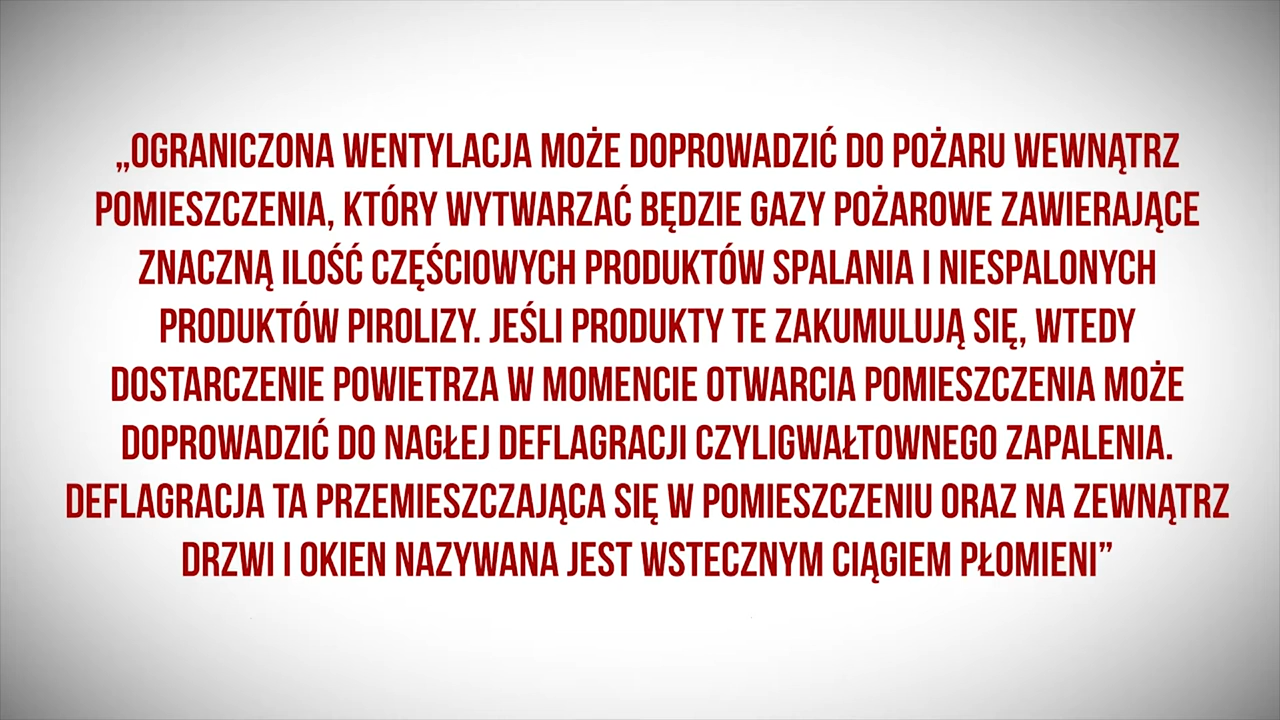 „OGRANICZONA WENTYLACJA MOŻE DOPROWADZIĆ DO POŻARU WEWNĄTRZ
POMIESZCZENIA, KTÓRY WYTWARZAĆ BĘDZIE GAZY POŻAROWE ZAWIERAJĄCE
ZNACZNĄ ILOŚĆ CZĘŚCIOWYCH PRODUKTÓW SPALANIA I NIESPALONYCH
PRODUKTÓW PIROLIZY. JEŚLI PRODUKTY TE ZAKUMULUJĄ SIĘ, WTEDY
DOSTARCZENIE POWIETRZA W MOMENCIE OTWARCIA POMIESZCZENIA MOŻE
DOPROWADZIĆ DO NAGŁEJ DEFLAGRACJI CZYLIGWAŁTOWNEGO ZAPALENIA.
DEFLAGRACJA TA PRZEMIESZCZAJĄCA SIĘ W POMIESZCZENIU ORAZ NA ZEWNĄTRZ
DRZWI I OKIEN NAZYWANA JEST WSTECZNYM CIĄGIEM PŁOMIENI”